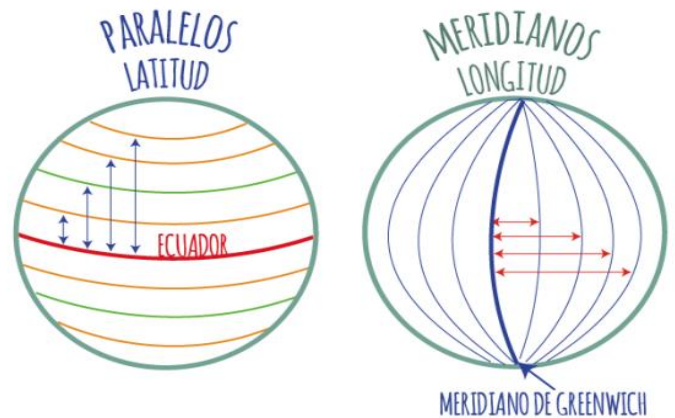 PARALELOS
LATITUD
ECUADOR
MERIDIANOS
LONGITUD
MERIDIANO DE GREENWICH